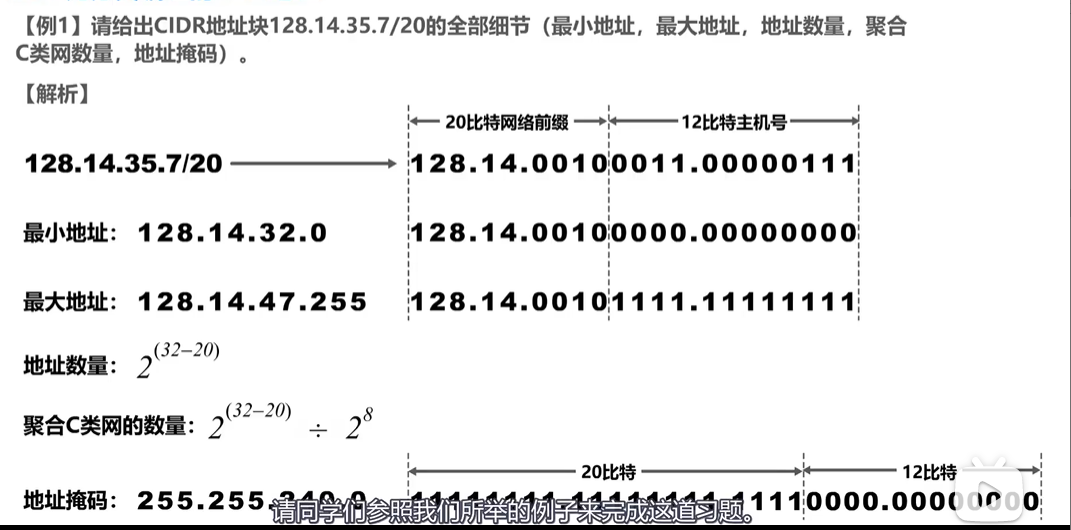 【例1】请给出CIDR地址块128.14.35.7/20的全部细节（最小地址，最大地址，地址数量，聚合
C类网数量，地址掩码）。
【解析】
20比特网络前缀 12比特主机号
128.14.35.7/20 128.14.00100011.00000111
最小地址： 128.14.32.0 128.14.00100000.00000000
最大地址： 128.14.47.255 128.14.00101111.11111111
地址数量： 2^(32–20)
聚合C类网的数量： 2^(32–20) ÷ 2^8
20比特 12比特
地址掩码： 255.255.240.0 11111111.11111111.11110000.00000000
请同学们参照我们所举的例子来完成这道习题。